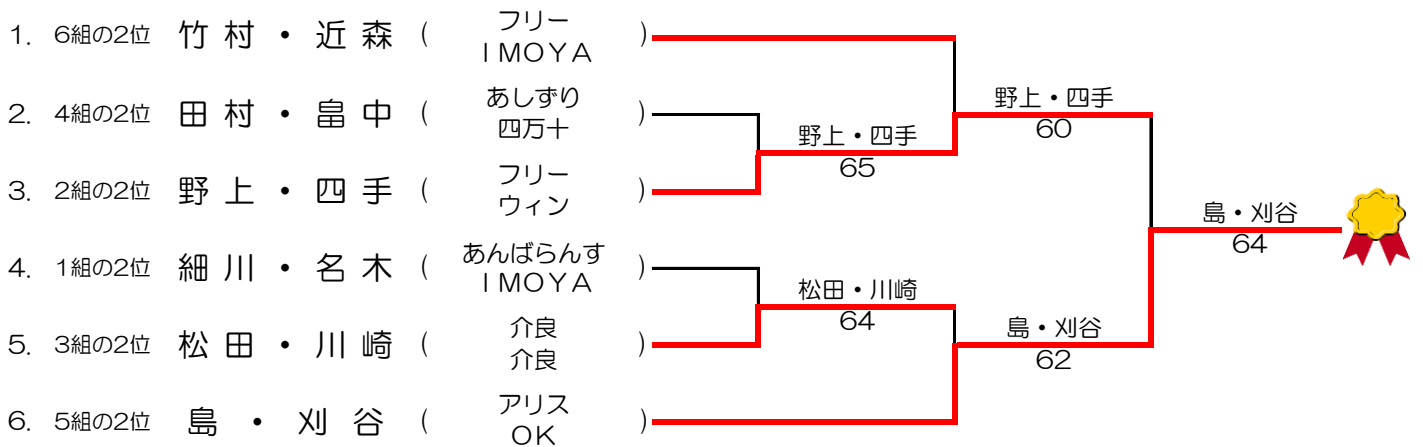 1. 6組の2位 竹村・近森 ( フリー IMOYA )
野上・四手
60
2. 4組の2位 田村・畠中 ( あしずり 四万十 )
野上・四手
65
3. 2組の2位 野上・四手 ( フリー ウィン )
島・刈谷
64
4. 1組の2位 細川・名木 ( あんばらんす IMOYA )
松田・川崎
64
5. 3組の2位 松田・川崎 ( 介良 介良 )
島・刈谷
62
6. 5組の2位 島・刈谷 ( アリス OK )